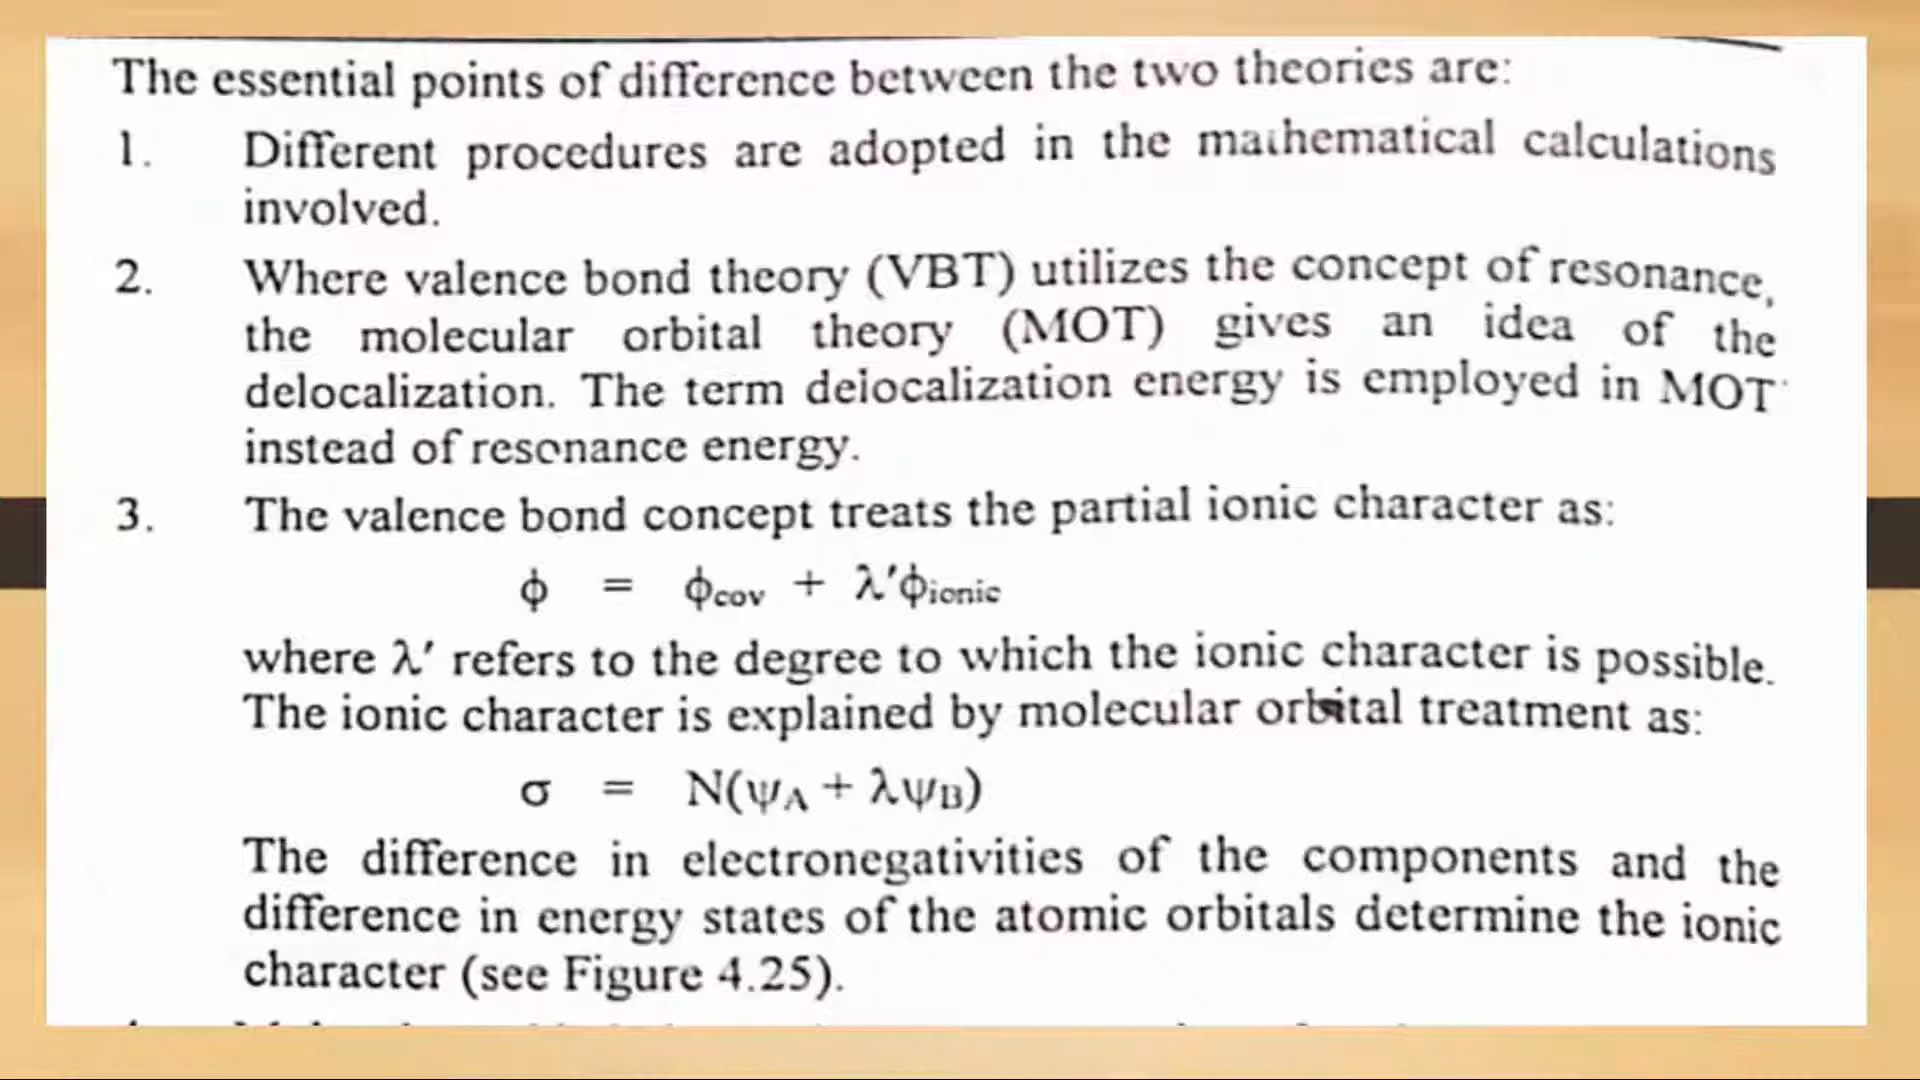 The essential points of difference between the two theories are:
1. Different procedures are adopted in the mathematical calculations
involved.
2. Where valence bond theory (VBT) utilizes the concept of resonance,
the molecular orbital theory (MOT) gives an idea of the
delocalization. The term delocalization energy is employed in MOT
instead of resonance energy.
3. The valence bond concept treats the partial ionic character as:
ϕ = ϕcov + λ′ϕionic
where λ′ refers to the degree to which the ionic character is possible.
The ionic character is explained by molecular orbital treatment as:
σ = N(ψA + λψB)
The difference in electronegativities of the components and the
difference in energy states of the atomic orbitals determine the ionic
character (see Figure 4.25).